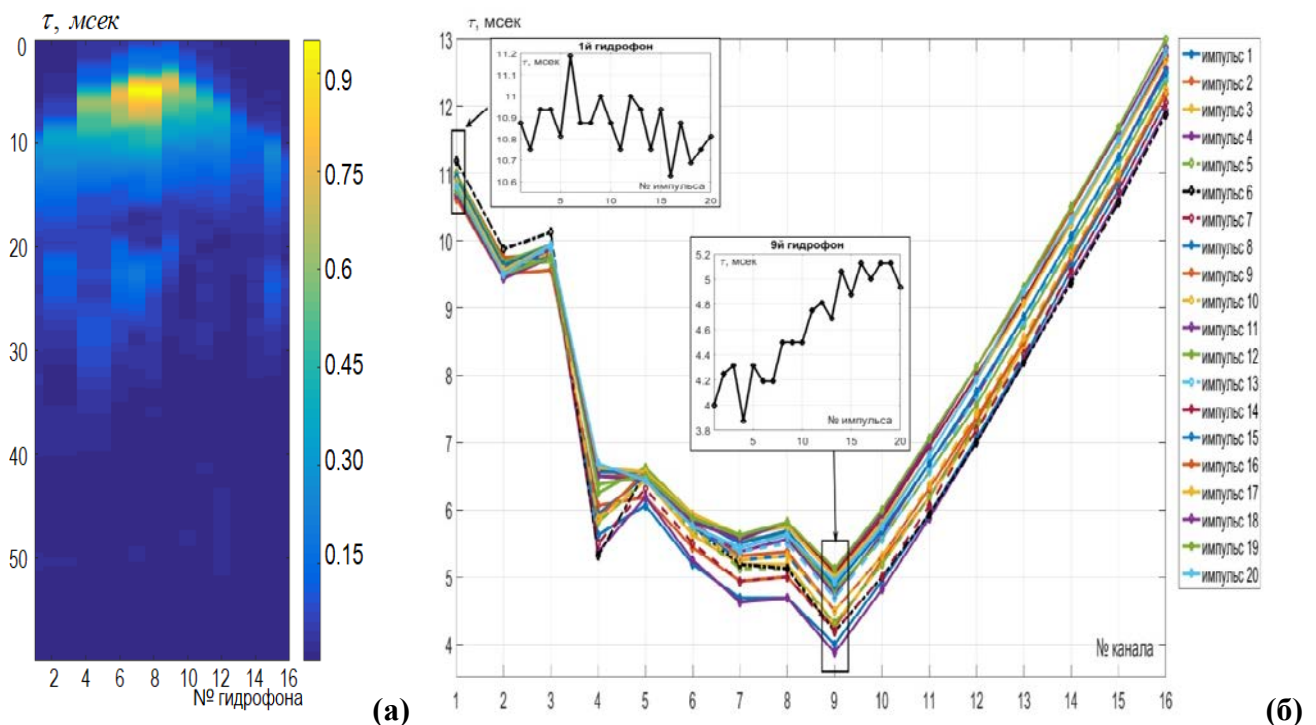 τ, мсек
0
10
20
30
40
50
2 4 6 8 10 12 14 16
№ гидрофона
0.9
0.75
0.6
0.45
0.30
0.15
(а)
τ, мсек
13
12
11
10
9
8
7
6
5
4
1 2 3 4 5 6 7 8 9 10 11 12 13 14 15 16
№ канала
1й гидрофон
τ, мсек
11.2
11.1
11
10.9
10.8
10.7
10.6
№ импульса
5 10 15 20
9й гидрофон
τ, мсек
5.2
5
4.8
4.6
4.4
4.2
4
3.8
№ импульса
5 10 15 20
импульс 1
импульс 2
импульс 3
импульс 4
импульс 5
импульс 6
импульс 7
импульс 8
импульс 9
импульс 10
импульс 11
импульс 12
импульс 13
импульс 14
импульс 15
импульс 16
импульс 17
импульс 18
импульс 19
импульс 20
(б)